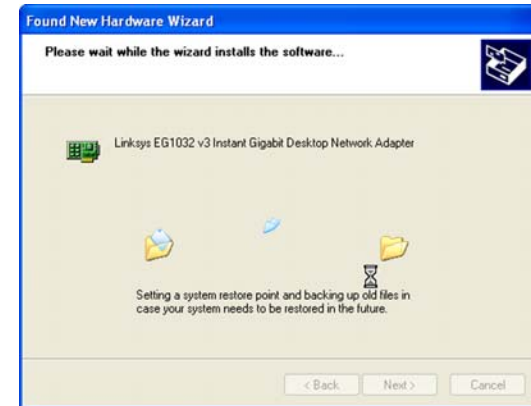 Found New Hardware Wizard
Please wait while the wizard installs the software...
Linksys EG1032 v3 Instant Gigabit Desktop Network Adapter
Setting a system restore point and backing up old files in
case your system needs to be restored in the future.
< Back Next > Cancel